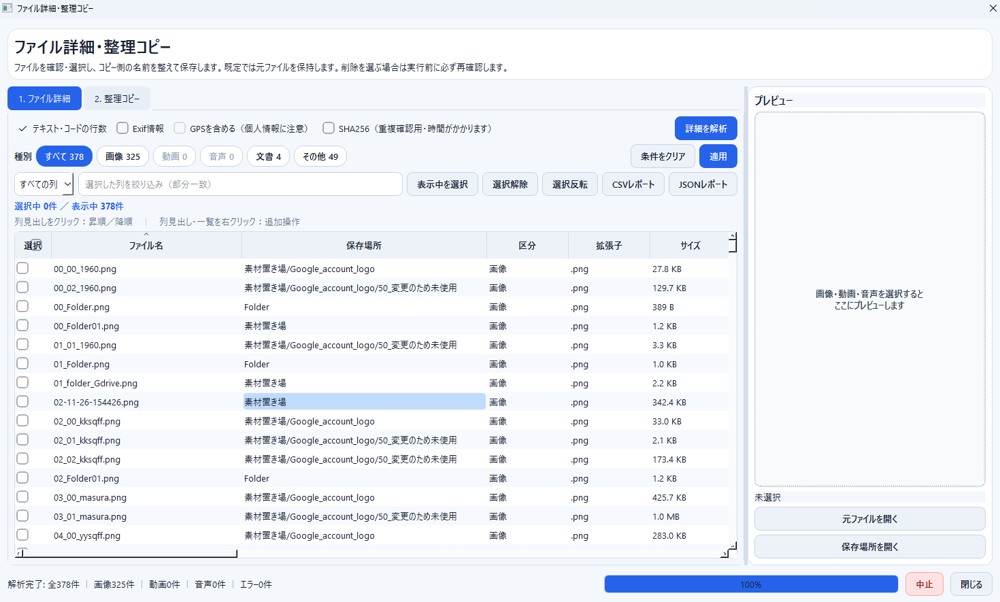 ファイル詳細・整理コピー
ファイル詳細・整理コピー
ファイルを確認・選択し、コピー側の名前を整えて保存します。既定では元ファイルを保持します。削除を選ぶ場合は実行前に必ず再確認します。
1. ファイル詳細 2. 整理コピー
テキスト・コードの行数 Exif情報 GPSを含める（個人情報に注意） SHA256（重複確認用・時間がかかります） 詳細を解析
種別 すべて 378 画像 325 動画 0 音声 0 文書 4 その他 49 条件をクリア 適用
すべての列 選択した列を絞り込み（部分一致） 表示中を選択 選択解除 選択反転 CSVレポート JSONレポート
選択中 0件 ／ 表示中 378件
列見出しをクリック：昇順／降順 ｜ 列見出し・一覧を右クリック：追加操作
選択 ファイル名 保存場所 区分 拡張子 サイズ
00_00_1960.png 素材置き場/Google_account_logo 画像 .png 27.8 KB
00_02_1960.png 素材置き場/Google_account_logo/50_変更のため未使用 画像 .png 129.7 KB
00_Folder.png Folder 画像 .png 389 B
00_Folder01.png 素材置き場 画像 .png 1.2 KB
01_01_1960.png 素材置き場/Google_account_logo/50_変更のため未使用 画像 .png 3.3 KB
01_Folder.png Folder 画像 .png 1.0 KB
01_folder_Gdrive.png 素材置き場 画像 .png 2.2 KB
02-11-26-154426.png 素材置き場 画像 .png 342.4 KB
02_00_kksqff.png 素材置き場/Google_account_logo 画像 .png 33.0 KB
02_01_kksqff.png 素材置き場/Google_account_logo/50_変更のため未使用 画像 .png 2.1 KB
02_02_kksqff.png 素材置き場/Google_account_logo/50_変更のため未使用 画像 .png 173.4 KB
02_Folder01.png Folder 画像 .png 1.2 KB
03_00_masura.png 素材置き場/Google_account_logo 画像 .png 425.7 KB
03_01_masura.png 素材置き場/Google_account_logo/50_変更のため未使用 画像 .png 1.0 MB
04_00_yysqff.png 素材置き場/Google_account_logo 画像 .png 283.0 KB
プレビュー
画像・動画・音声を選択すると
ここにプレビューします
未選択
元ファイルを開く
保存場所を開く
解析完了: 全378件 ｜ 画像325件 ｜ 動画0件 ｜ 音声0件 ｜ エラー0件 100% 中止 閉じる